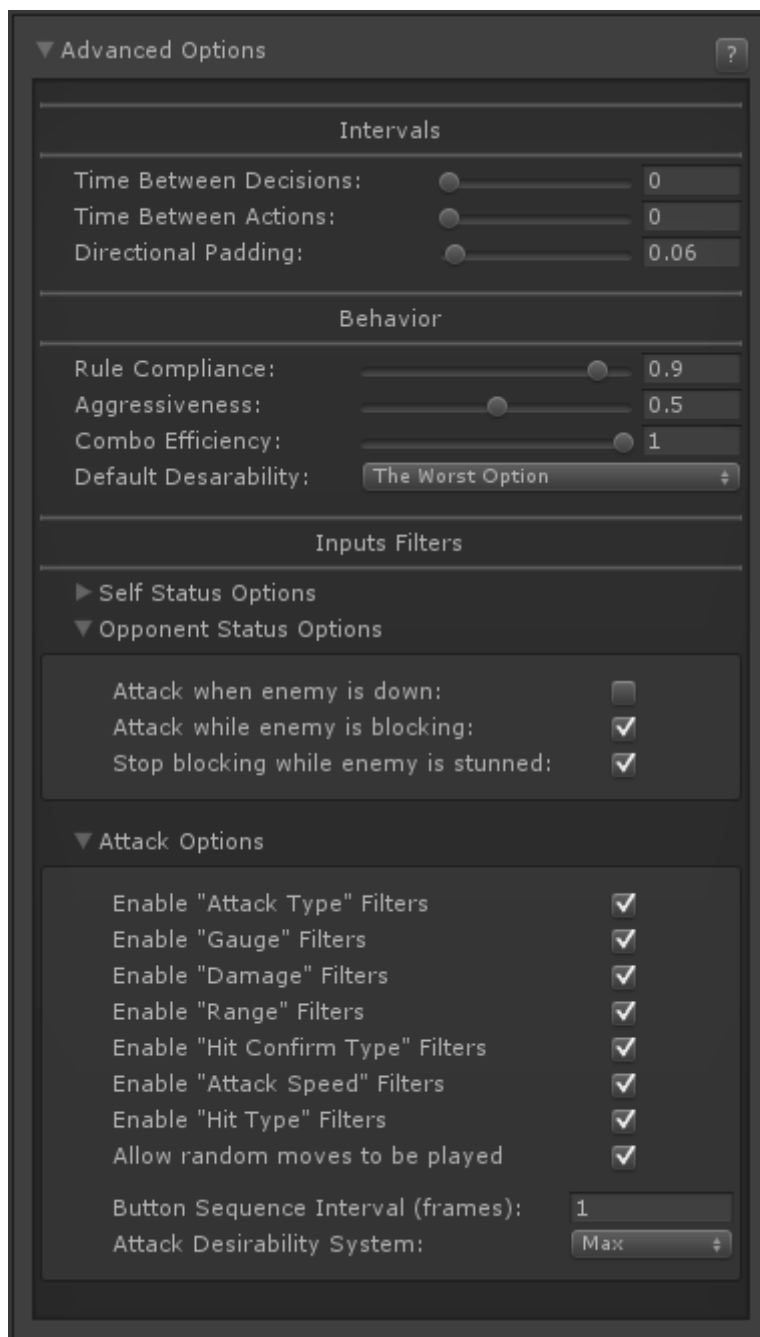 Advanced Options ?
Intervals
Time Between Decisions: 0
Time Between Actions: 0
Directional Padding: 0.06
Behavior
Rule Compliance: 0.9
Aggressiveness: 0.5
Combo Efficiency: 1
Default Desarability: The Worst Option
Inputs Filters
Self Status Options
Opponent Status Options
Attack when enemy is down:
Attack while enemy is blocking:
Stop blocking while enemy is stunned:
Attack Options
Enable "Attack Type" Filters
Enable "Gauge" Filters
Enable "Damage" Filters
Enable "Range" Filters
Enable "Hit Confirm Type" Filters
Enable "Attack Speed" Filters
Enable "Hit Type" Filters
Allow random moves to be played
Button Sequence Interval (frames): 1
Attack Desirability System: Max